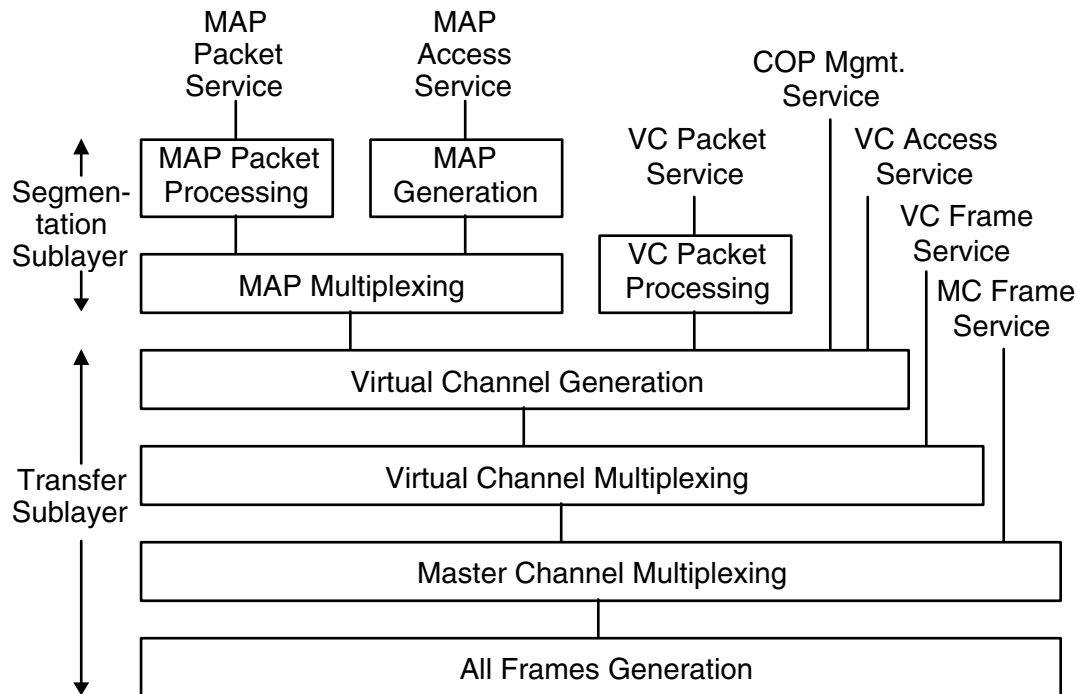 MAP
Packet
Service
MAP
Access
Service
COP Mgmt.
Service
VC Packet
Service
VC Access
Service
VC Frame
Service
MC Frame
Service
Segmen-
tation
Sublayer
MAP Packet
Processing
MAP
Generation
VC Packet
Processing
MAP Multiplexing
Virtual Channel Generation
Transfer
Sublayer
Virtual Channel Multiplexing
Master Channel Multiplexing
All Frames Generation